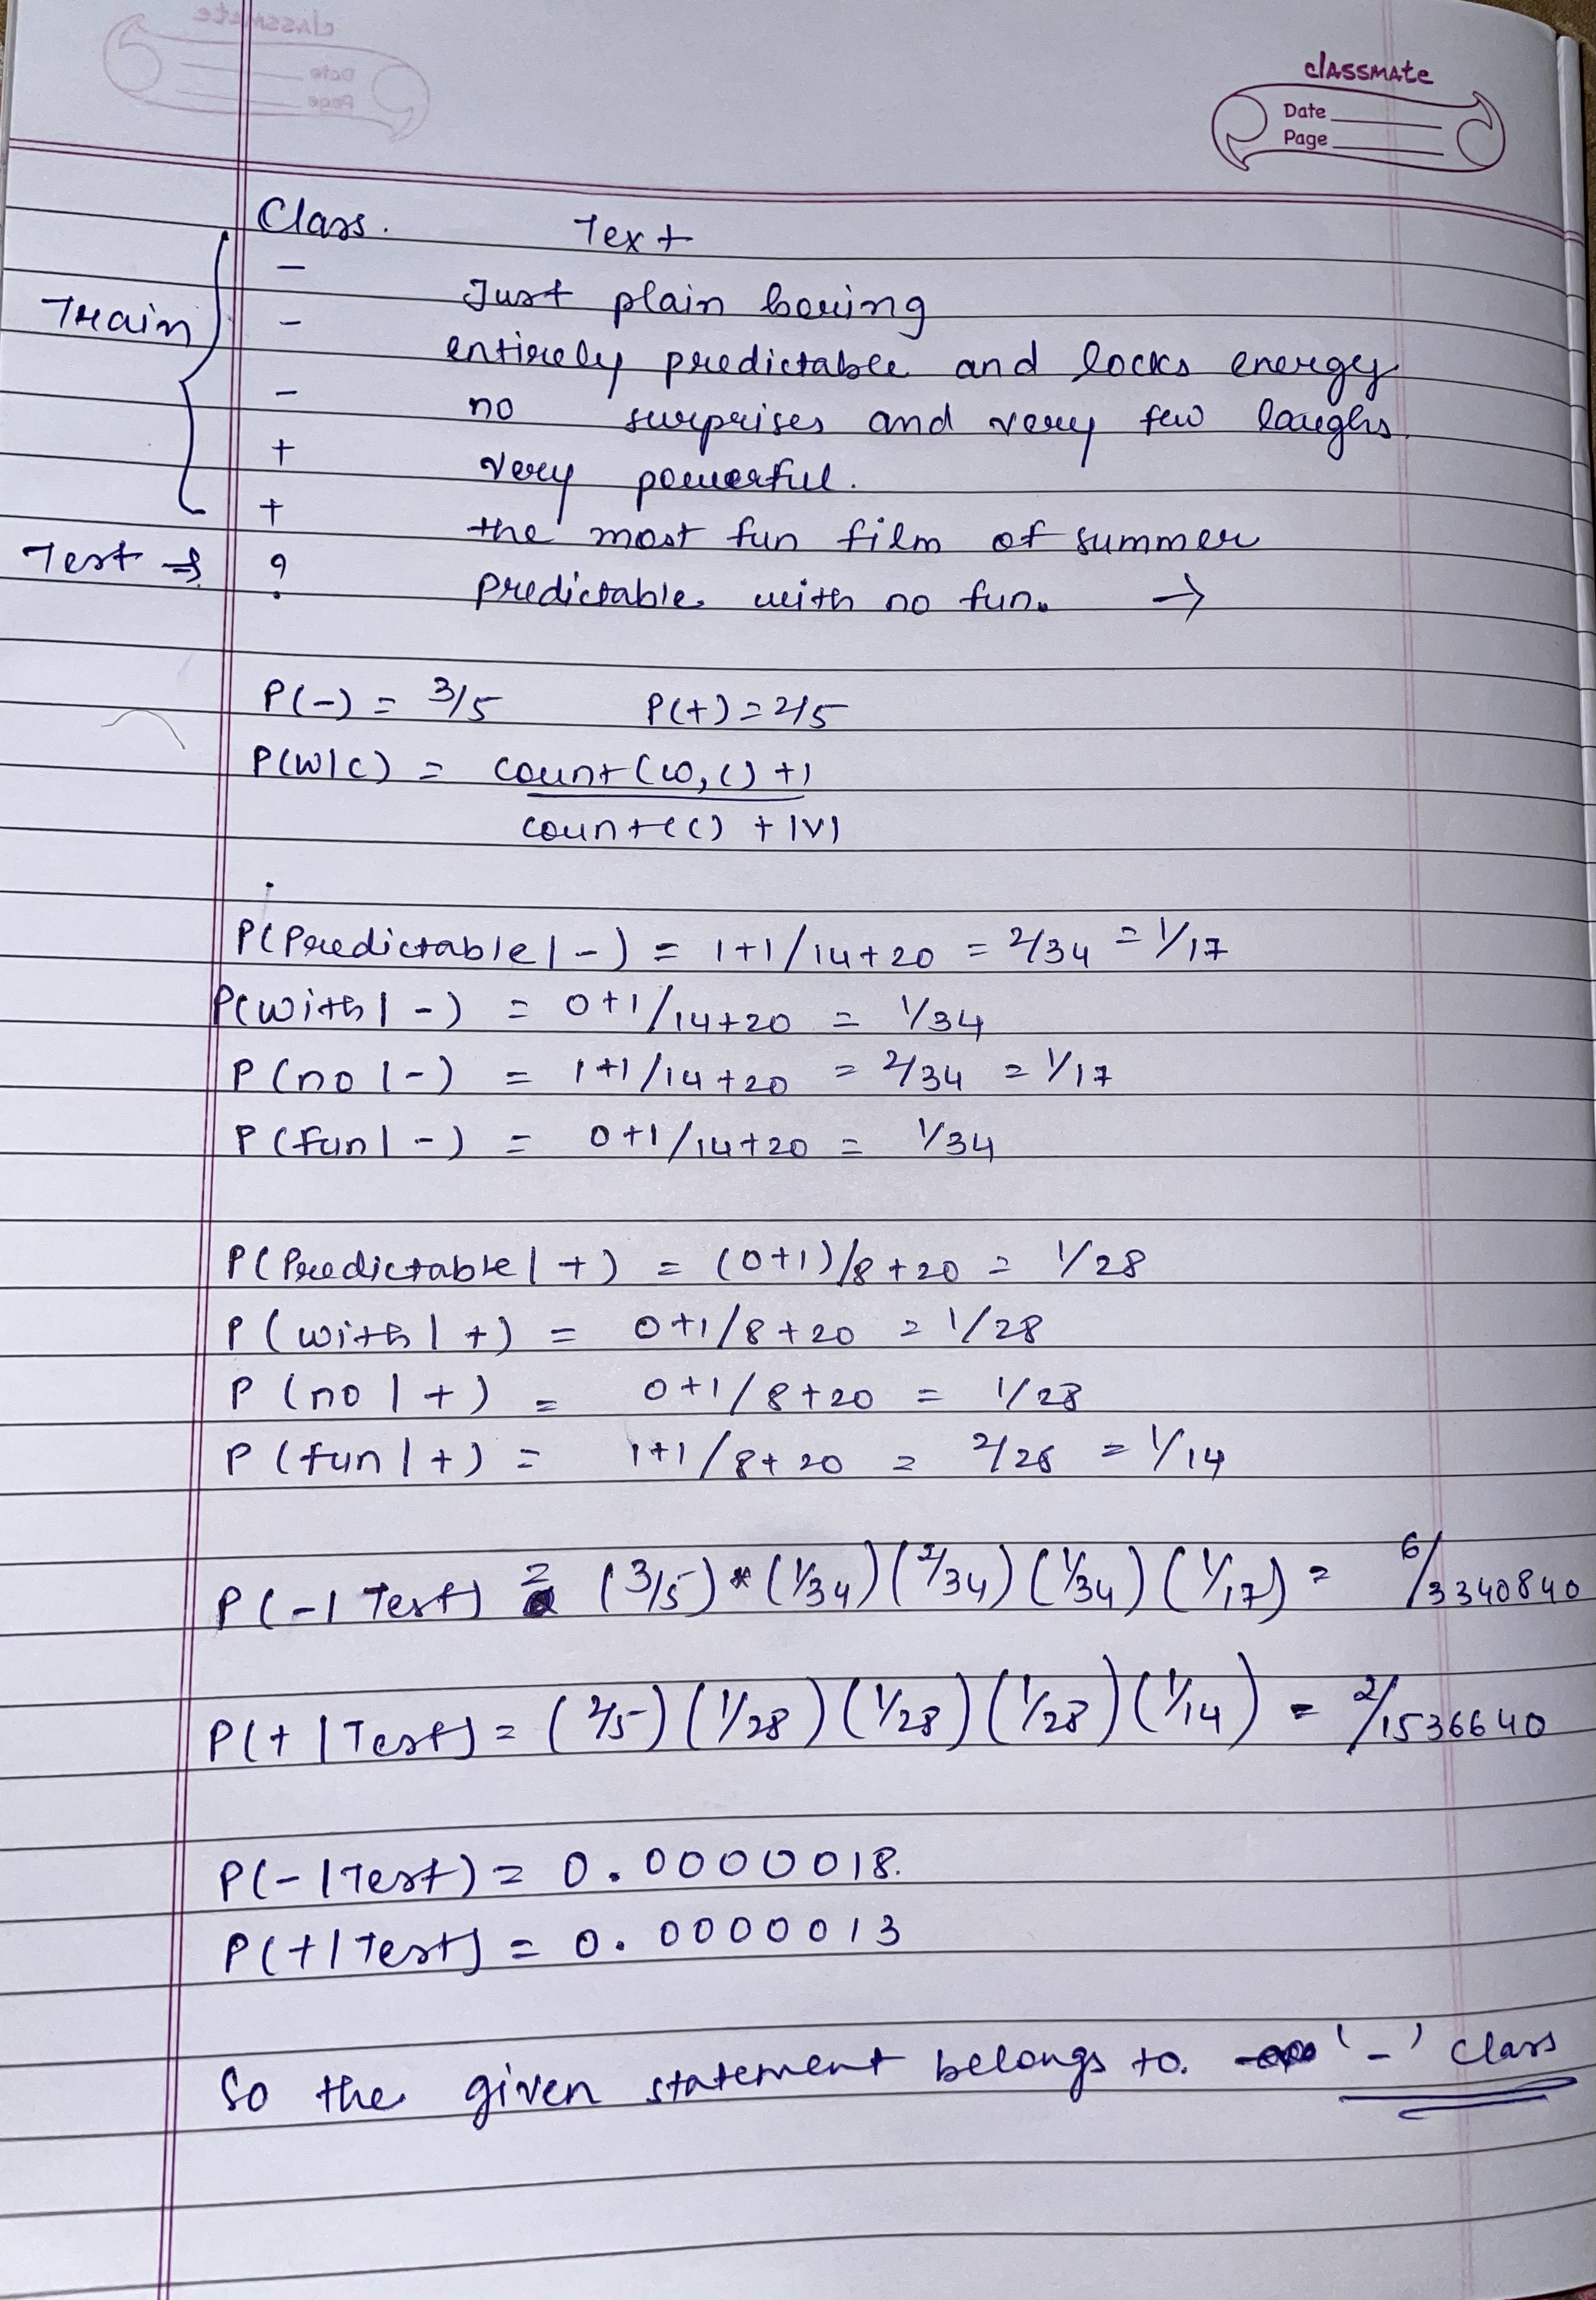 classmate
Date
Page
Class. Text
Train
- Just plain boring
- entirely predictable and locks energy
- no surprises and very few laughs.
+ very powerful.
+ the most fun film of summer
Test ⇒ ? predictable with no fun. →
P(-) = 3/5 P(+) = 2/5
P(W|C) = count(w,c)+1
count(c) + |V|
P(Predictable|-) = 1+1/14+20 = 2/34 = 1/17
P(with|-) = 0+1/14+20 = 1/34
P(no|-) = 1+1/14+20 = 2/34 = 1/17
P(fun|-) = 0+1/14+20 = 1/34
P(Predictable|+) = (0+1)/8+20 = 1/28
P(with|+) = 0+1/8+20 = 1/28
P(no|+) = 0+1/8+20 = 1/28
P(fun|+) = 1+1/8+20 = 2/28 = 1/14
P(-|Test) = (3/5)*(1/34)(2/34)(1/34)(1/17) = 6/3340840
P(+|Test) = (2/5)(1/28)(1/28)(1/28)(1/14) = 2/1536640
P(-|Test) = 0.0000018.
P(+|Test) = 0.0000013
So the given statement belongs to. '-' class